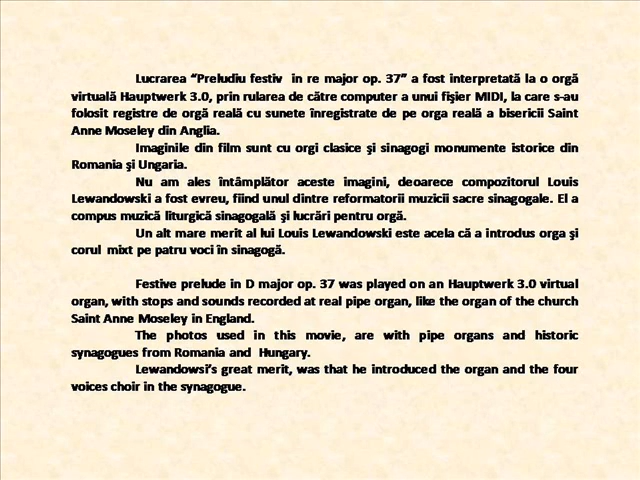 Lucrarea “Preludiu festiv in re major op. 37” a fost interpretată la o orgă
virtuală Hauptwerk 3.0, prin rularea de către computer a unui fişier MIDI, la care s-au
folosit registre de orgă reală cu sunete înregistrate de pe orga reală a bisericii Saint
Anne Moseley din Anglia.
Imaginile din film sunt cu orgi clasice şi sinagogi monumente istorice din
Romania şi Ungaria.
Nu am ales întâmplător aceste imagini, deoarece compozitorul Louis
Lewandowski a fost evreu, fiind unul dintre reformatorii muzicii sacre sinagogale. El a
compus muzică liturgică sinagogală şi lucrări pentru orgă.
Un alt mare merit al lui Louis Lewandowski este acela că a introdus orga şi
corul mixt pe patru voci în sinagogă.
Festive prelude in D major op. 37 was played on an Hauptwerk 3.0 virtual
organ, with stops and sounds recorded at real pipe organ, like the organ of the church
Saint Anne Moseley in England.
The photos used in this movie, are with pipe organs and historic
synagogues from Romania and Hungary.
Lewandowsi’s great merit, was that he introduced the organ and the four
voices choir in the synagogue.